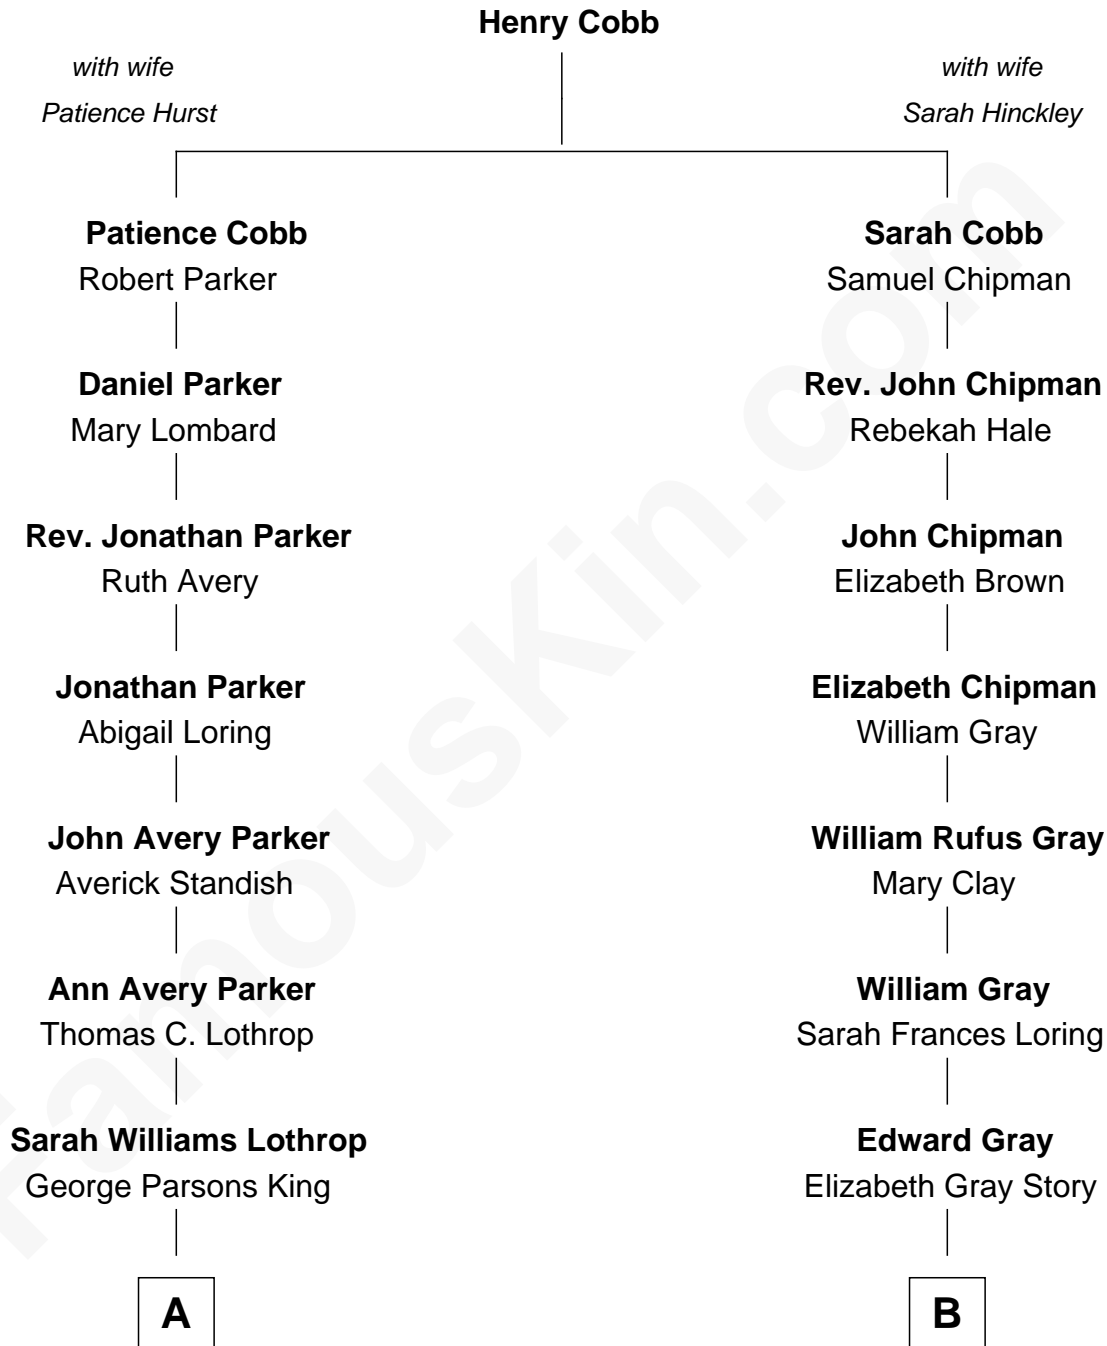 Henry Cobb
with wife
Patience Hurst
with wife
Sarah Hinckley
Patience Cobb
Robert Parker
Daniel Parker
Mary Lombard
Rev. Jonathan Parker
Ruth Avery
Jonathan Parker
Abigail Loring
John Avery Parker
Averick Standish
Ann Avery Parker
Thomas C. Lothrop
Sarah Williams Lothrop
George Parsons King
A
Sarah Cobb
Samuel Chipman
Rev. John Chipman
Rebekah Hale
John Chipman
Elizabeth Brown
Elizabeth Chipman
William Gray
William Rufus Gray
Mary Clay
William Gray
Sarah Frances Loring
Edward Gray
Elizabeth Gray Story
B
FamousKin.com